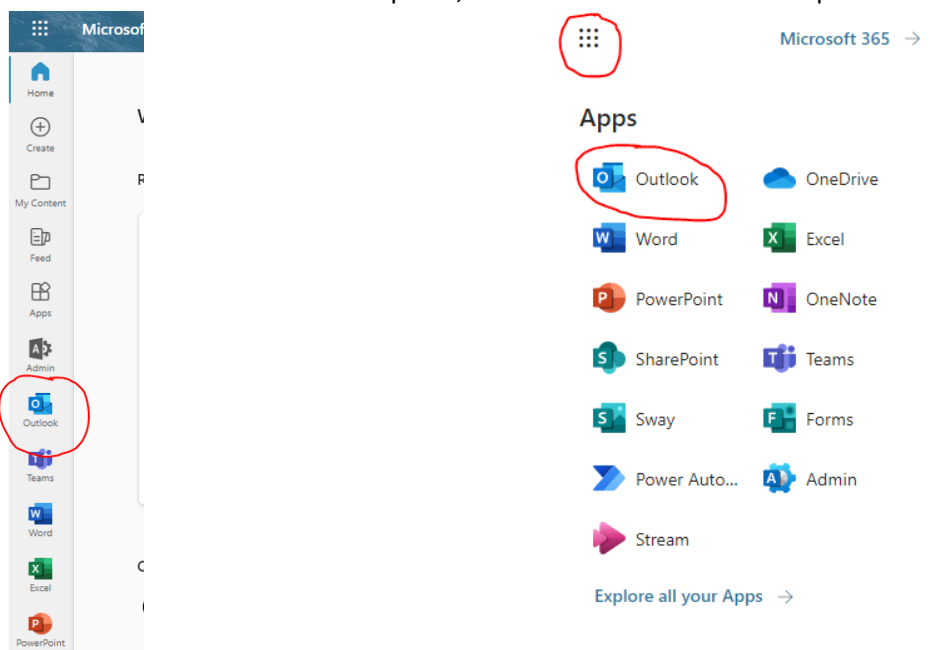 Microsof
Home
Create
My Content
Feed
Apps
Admin
Outlook
Teams
Word
Excel
PowerPoint
Microsoft 365 →
Apps
Outlook
OneDrive
Word
Excel
PowerPoint
OneNote
SharePoint
Teams
Sway
Forms
Power Auto...
Admin
Stream
Explore all your Apps →